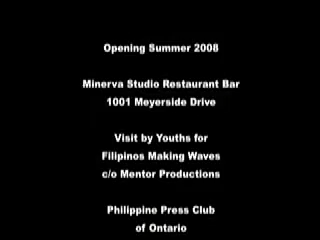 Opening Summer 2008
Minerva Studio Restaurant Bar
1001 Meyerside Drive
Visit by Youths for
Filipinos Making Waves
c/o Mentor Productions
Philippine Press Club
of Ontario